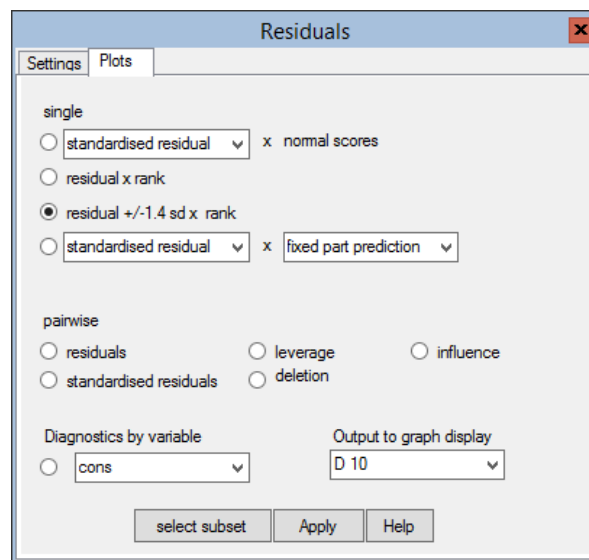 Residuals
Settings Plots
single
standardised residual x normal scores
residual x rank
residual +/-1.4 sd x rank
standardised residual x fixed part prediction
pairwise
residuals leverage influence
standardised residuals deletion
Diagnostics by variable Output to graph display
cons D 10
select subset Apply Help